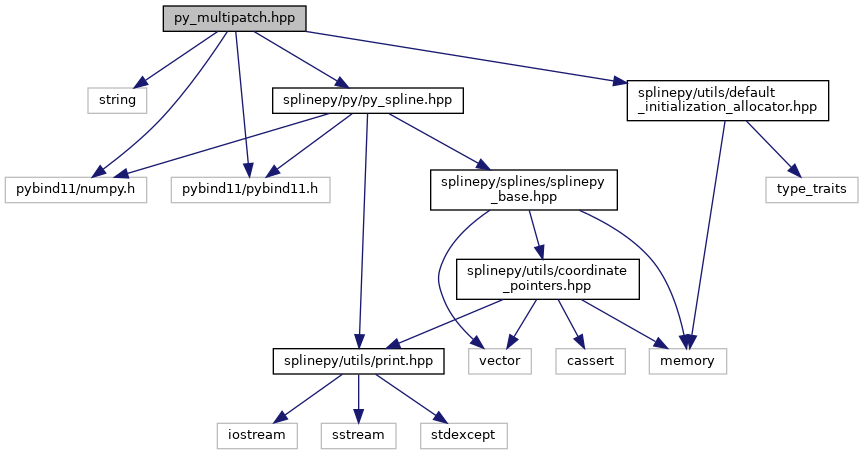 py_multipatch.hpp
string
splinepy/py/py_spline.hpp
splinepy/utils/default
_initialization_allocator.hpp
pybind11/numpy.h
pybind11/pybind11.h
splinepy/splines/splinepy
_base.hpp
type_traits
splinepy/utils/coordinate
_pointers.hpp
splinepy/utils/print.hpp
vector
cassert
memory
iostream
sstream
stdexcept